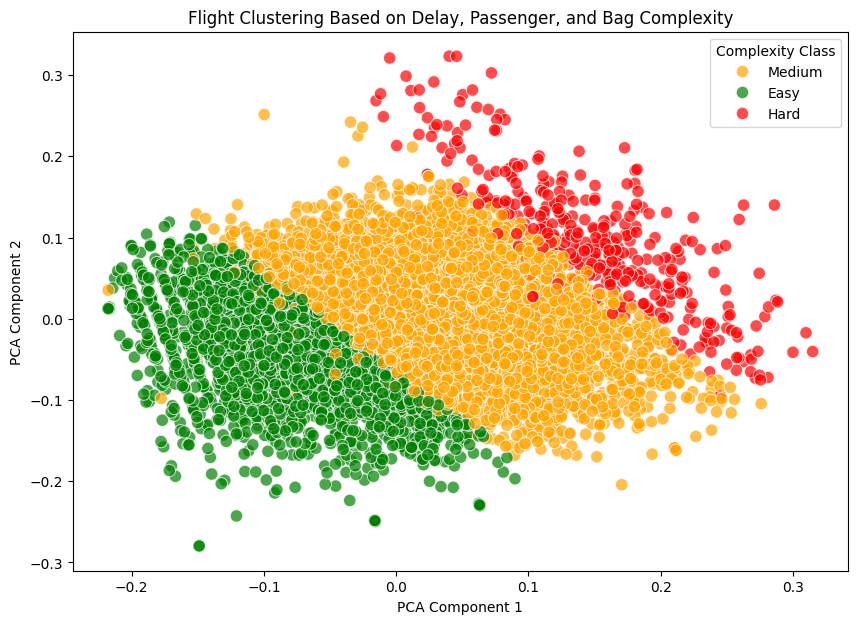 Flight Clustering Based on Delay, Passenger, and Bag Complexity
Complexity Class
Medium
Easy
Hard
PCA Component 2
0.3
0.2
0.1
0.0
−0.1
−0.2
−0.3
−0.2
−0.1
0.0
0.1
0.2
0.3
PCA Component 1